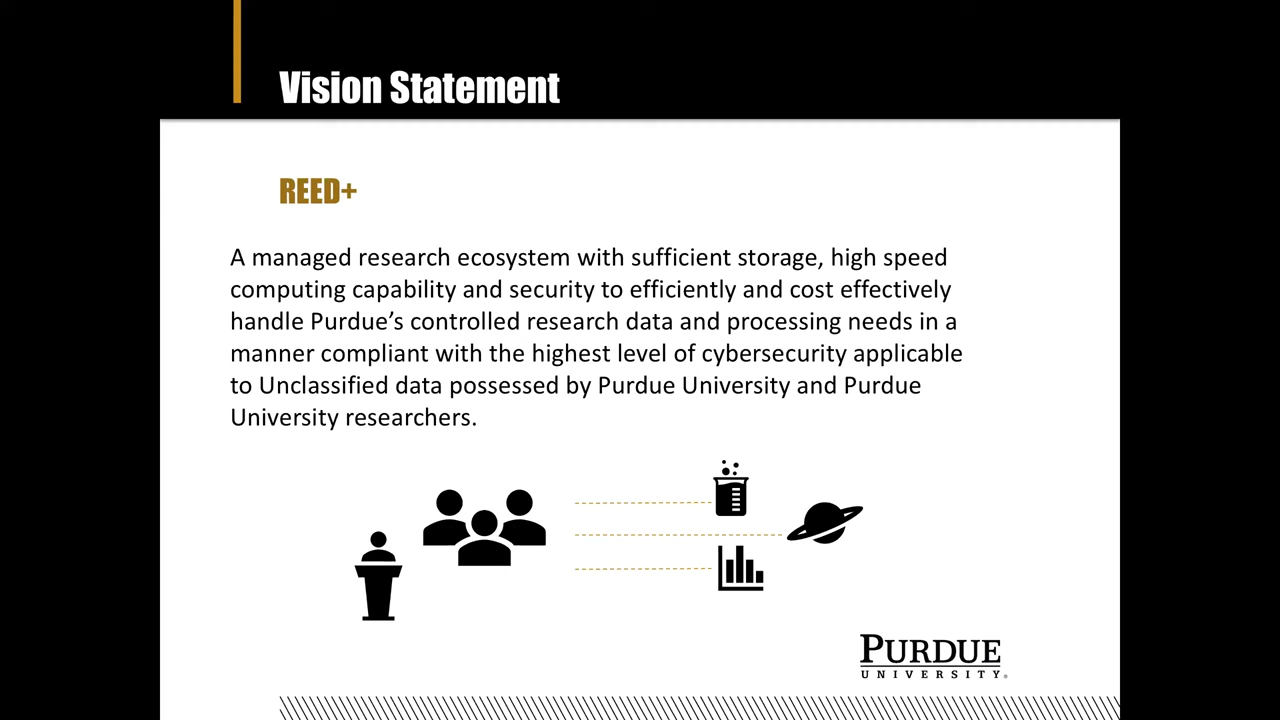 Vision Statement
REED+
A managed research ecosystem with sufficient storage, high speed
computing capability and security to efficiently and cost effectively
handle Purdue’s controlled research data and processing needs in a
manner compliant with the highest level of cybersecurity applicable
to Unclassified data possessed by Purdue University and Purdue
University researchers.
PURDUE
UNIVERSITY®